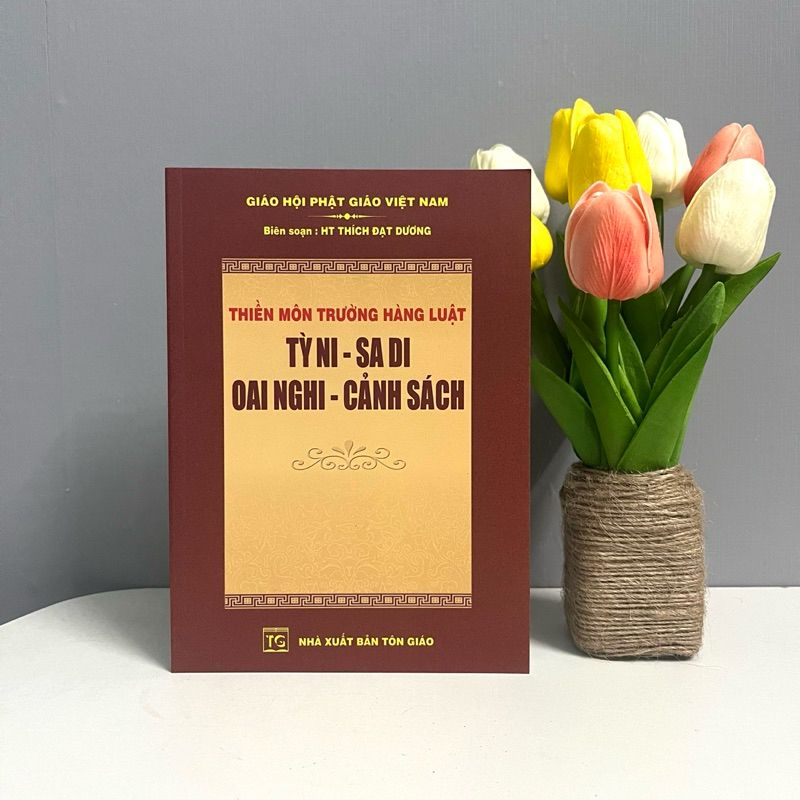 GIÁO HỘI PHẬT GIÁO VIỆT NAM
Biên soạn : HT THÍCH ĐẠT DƯƠNG
THIỀN MÔN TRƯỜNG HÀNG LUẬT
TỲ NI - SA DI
OAI NGHI - CẢNH SÁCH
TG
NHÀ XUẤT BẢN TÔN GIÁO